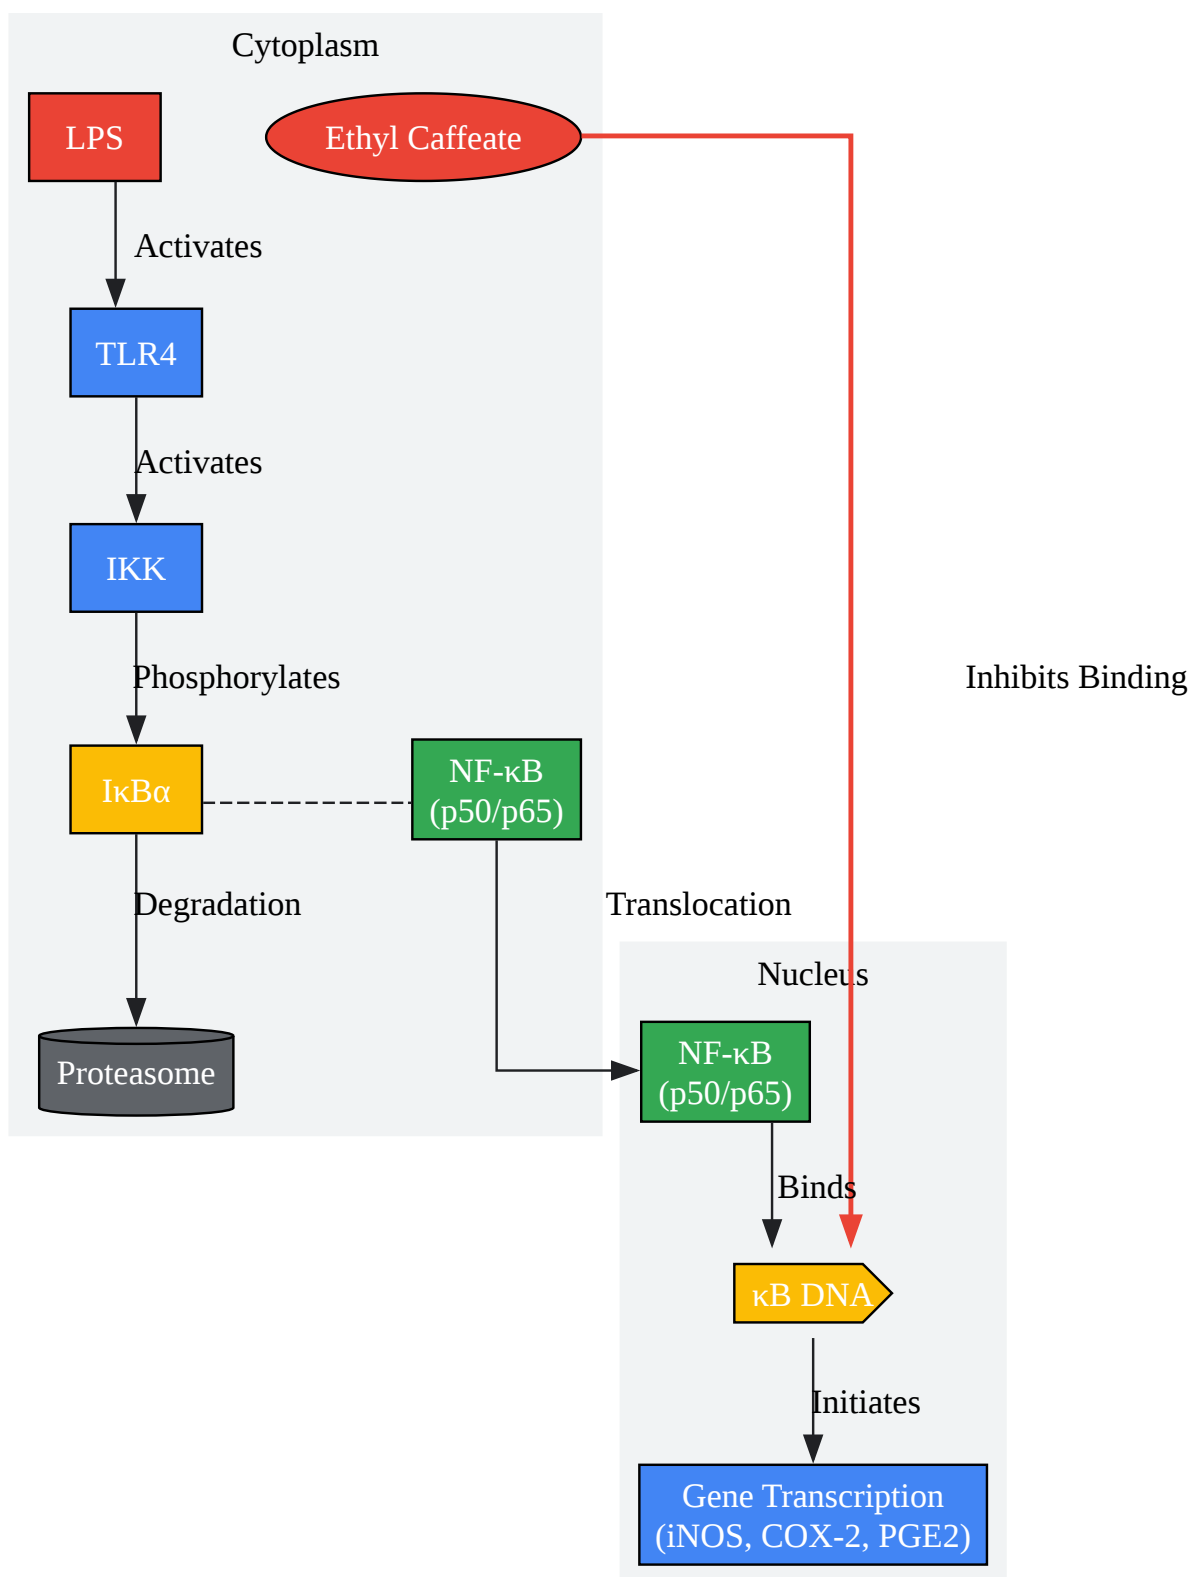 Cytoplasm
LPS
Ethyl Caffeate
Activates
TLR4
Activates
IKK
Phosphorylates
Inhibits Binding
IκBα
NF-κB
(p50/p65)
Degradation
Translocation
Nucleus
Proteasome
NF-κB
(p50/p65)
Binds
κB DNA
Initiates
Gene Transcription
(iNOS, COX-2, PGE2)